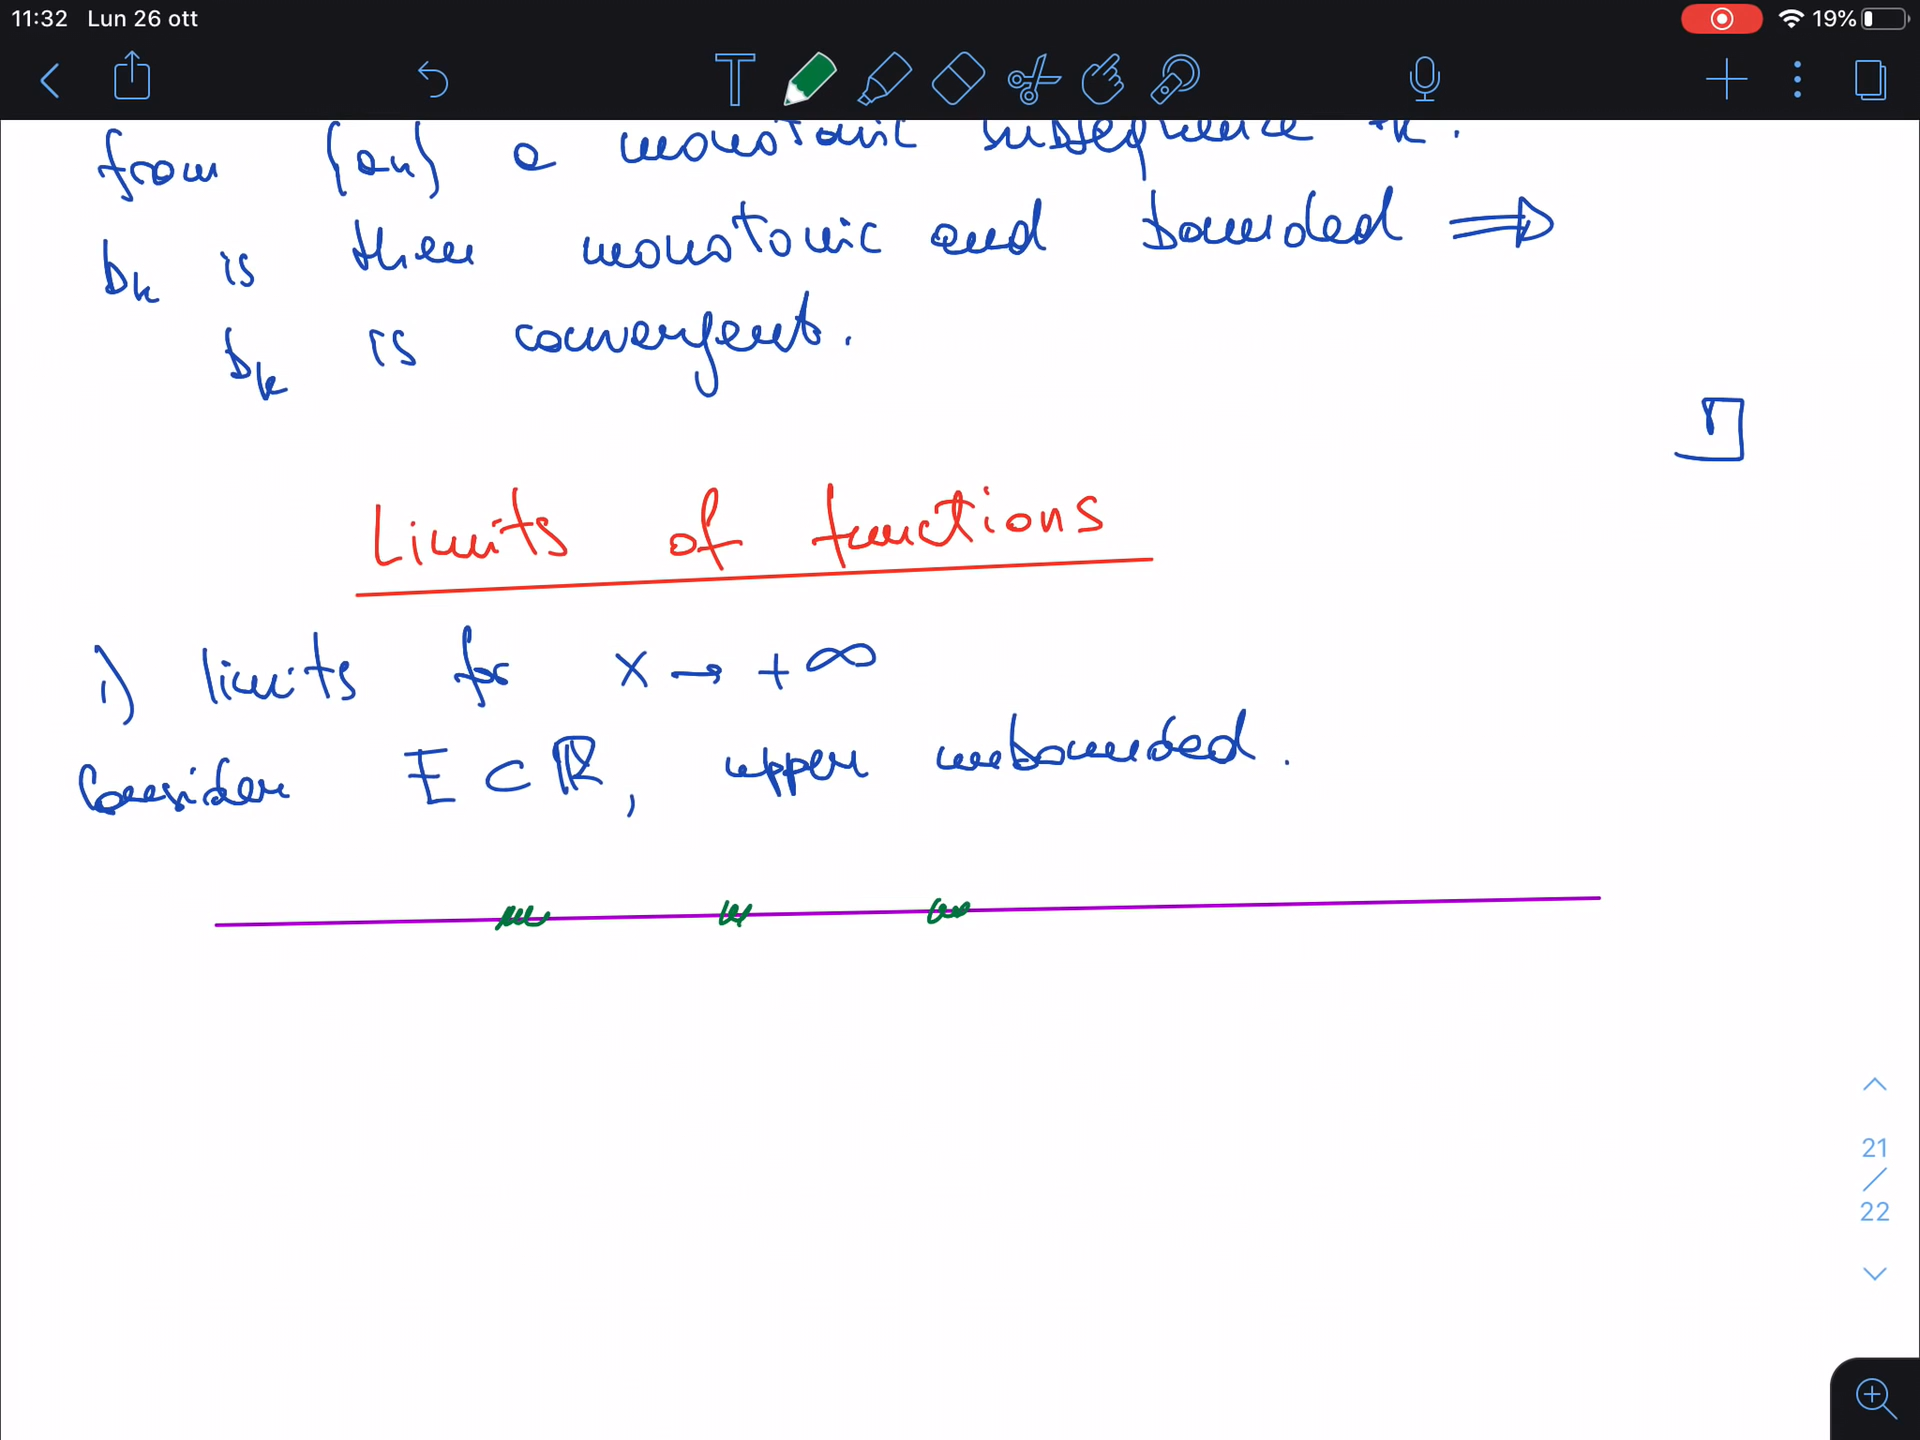 11:32 Lun 26 ott 19%
from {an} a monotonic subsequence
bk is then monotonic and bounded ⇒
bk is convergent.
Limits of functions
1) limits for x → +∞
Consider E ⊂ ℝ, upper unbounded.
21
/
22